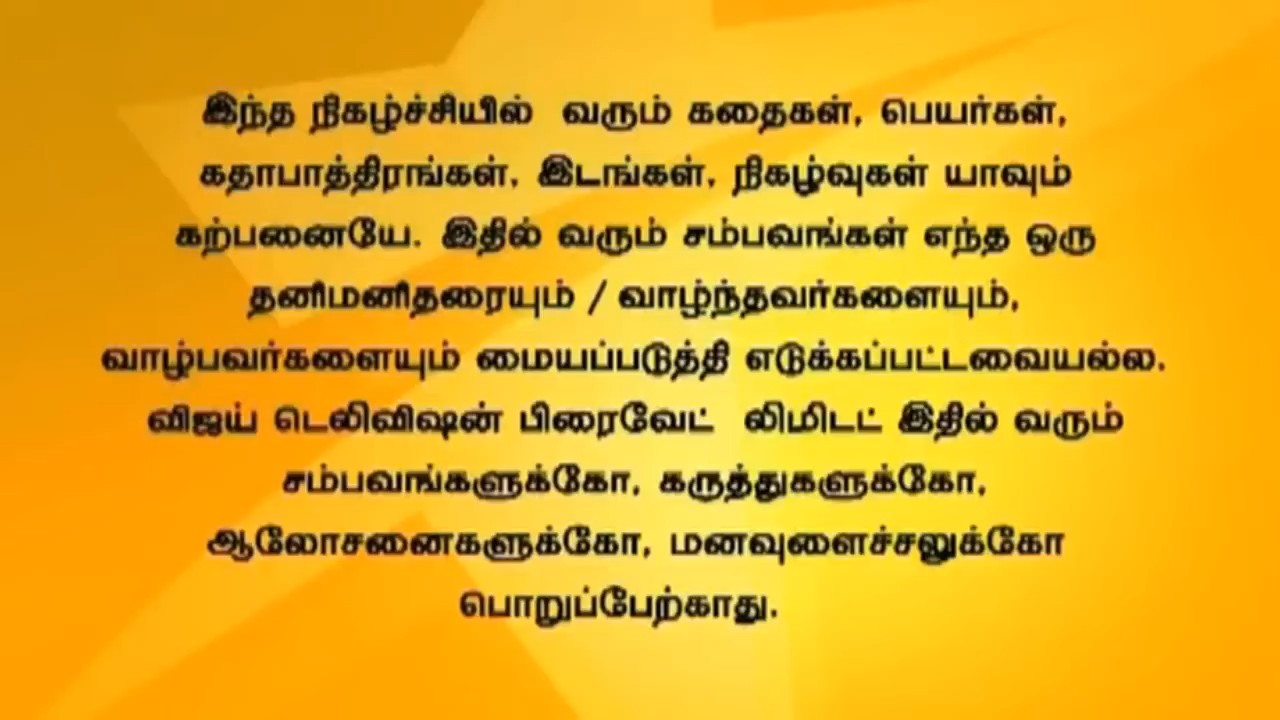 இந்த நிகழ்ச்சியில் வரும் கதைகள், பெயர்கள்,
கதாபாத்திரங்கள், இடங்கள், நிகழ்வுகள் யாவும்
கற்பனையே. இதில் வரும் சம்பவங்கள் எந்த ஒரு
தனிமனிதரையும் / வாழ்ந்தவர்களையும்,
வாழ்பவர்களையும் மையப்படுத்தி எடுக்கப்பட்டவையல்ல.
விஜய் டெலிவிஷன் பிரைவேட் லிமிடட் இதில் வரும்
சம்பவங்களுக்கோ, கருத்துகளுக்கோ,
ஆலோசனைகளுக்கோ, மனவுளைச்சலுக்கோ
பொறுப்பேற்காது.